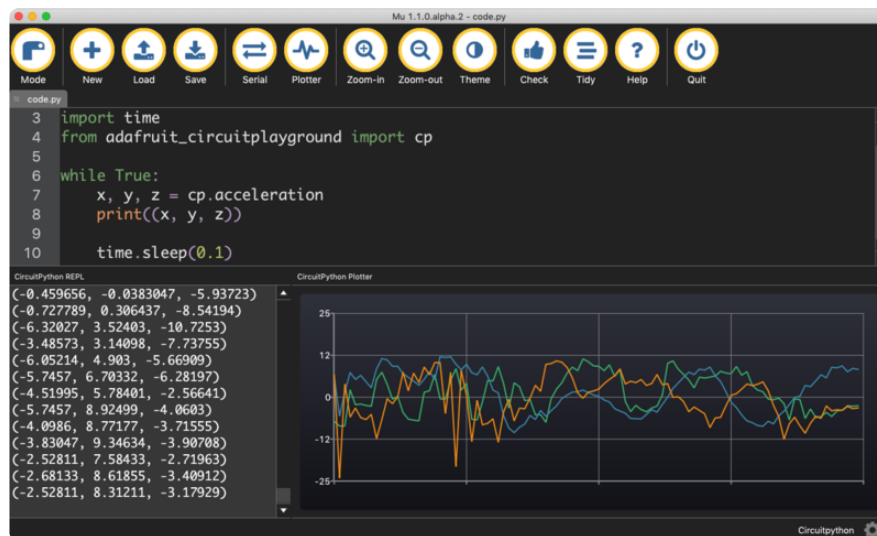 Mu 1.1.0.alpha.2 - code.py
Mode New Load Save Serial Plotter Zoom-in Zoom-out Theme Check Tidy Help Quit
code.py
3 import time
4 from adafruit_circuitplayground import cp
5
6 while True:
7 x, y, z = cp.acceleration
8 print((x, y, z))
9
10 time.sleep(0.1)
CircuitPython REPL
(-0.459656, -0.0383047, -5.93723)
(-0.727789, 0.306437, -8.54194)
(-6.32027, 3.52403, -10.7253)
(-3.48573, 3.14098, -7.73755)
(-6.05214, 4.903, -5.66909)
(-5.7457, 6.70332, -6.28197)
(-4.51995, 5.78401, -2.56641)
(-5.7457, 8.92499, -4.0603)
(-4.0986, 8.77177, -3.71555)
(-3.83047, 9.34634, -3.90708)
(-2.52811, 7.58433, -2.71963)
(-2.68133, 8.61855, -3.40912)
(-2.52811, 8.31211, -3.17929)
CircuitPython Plotter
25
12
0
-12
-25
Circuitpython